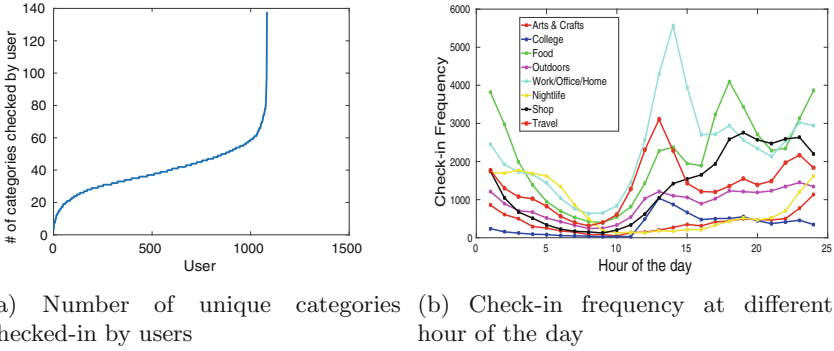 140
120
100
80
60
40
20
0
# of categories checked by user
0 500 1000 1500
User
6000
5000
4000
3000
2000
1000
0
Check-in Frequency
Arts & Crafts
College
Food
Outdoors
Work/Office/Home
Nightlife
Shop
Travel
0 5 10 15 20 25
Hour of the day
a) Number of unique categories
hecked-in by users
(b) Check-in frequency at different
hour of the day